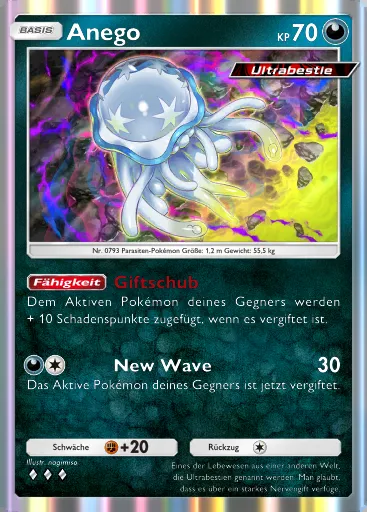 BASIS Anego KP 70
Ultrabestie
Nr. 0793 Parasiten-Pokémon Größe: 1,2 m Gewicht: 55,5 kg
Fähigkeit Giftschub
Dem Aktiven Pokémon deines Gegners werden
+ 10 Schadenspunkte zugefügt, wenn es vergiftet ist.
New Wave 30
Das Aktive Pokémon deines Gegners ist jetzt vergiftet.
Schwäche +20 Rückzug
Illustr. nagimiso
Eines der Lebewesen aus einer anderen Welt,
die Ultrabestien genannt werden. Man glaubt,
dass es über ein starkes Nervengift verfüge.